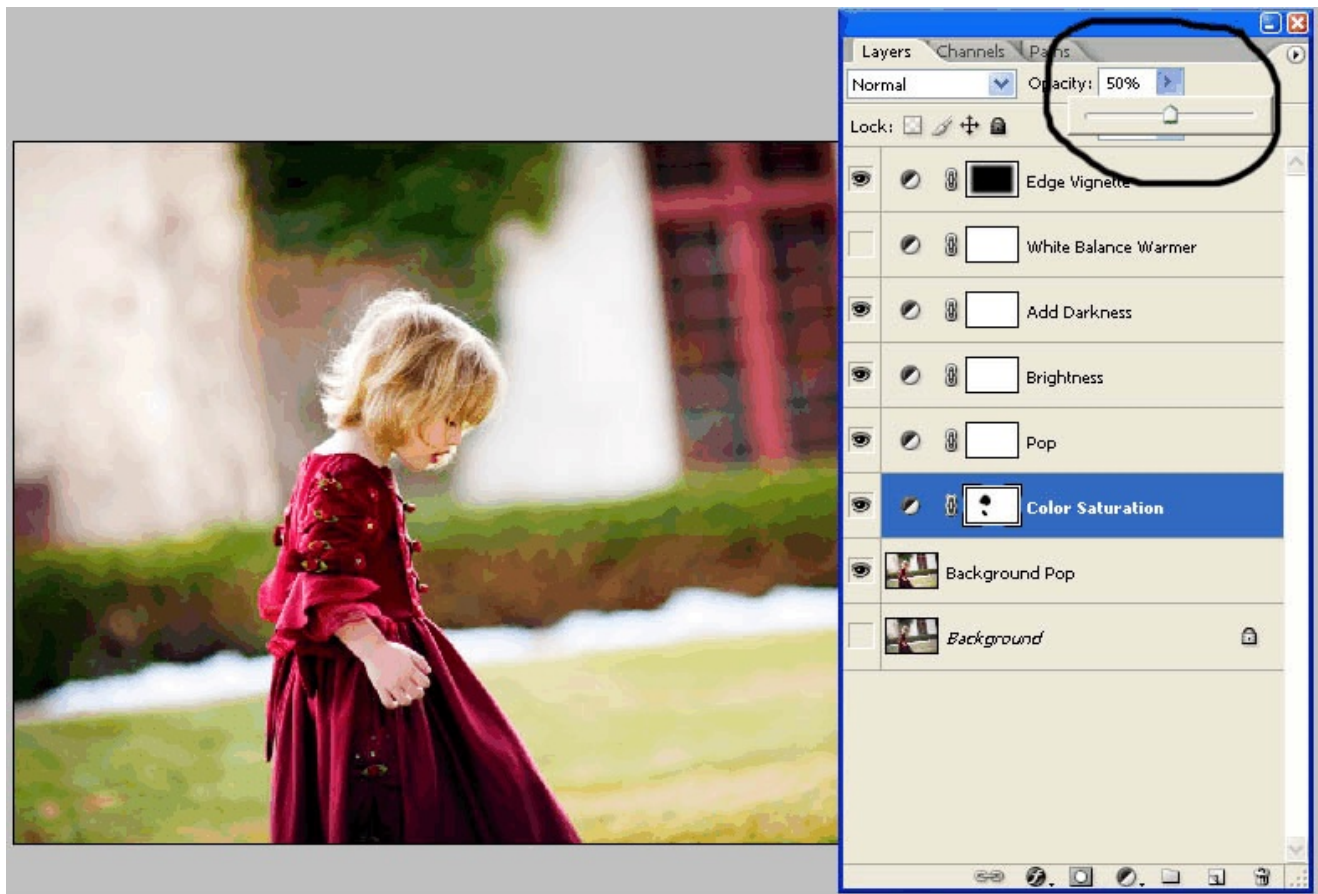 Layers Channels Paths
Normal Opacity: 50%
Lock:
Edge Vignette
White Balance Warmer
Add Darkness
Brightness
Pop
Color Saturation
Background Pop
Background